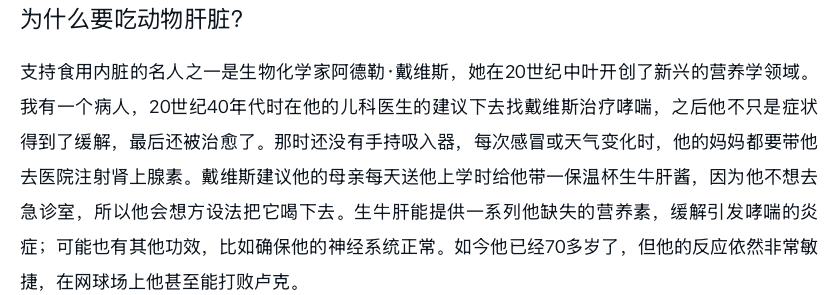 为什么要吃动物肝脏？
支持食用内脏的名人之一是生物化学家阿德勒·戴维斯，她在20世纪中叶开创了新兴的营养学领域。
我有一个病人，20世纪40年代时在他的儿科医生的建议下去找戴维斯治疗哮喘，之后他不只是症状
得到了缓解，最后还被治愈了。那时还没有手持吸入器，每次感冒或天气变化时，他的妈妈都要带他
去医院注射肾上腺素。戴维斯建议他的母亲每天送他上学时给他带一保温杯生牛肝酱，因为他不想去
急诊室，所以他会想方设法把它喝下去。生牛肝能提供一系列他缺失的营养素，缓解引发哮喘的炎
症；可能也有其他功效，比如确保他的神经系统正常。如今他已经70多岁了，但他的反应依然非常敏
捷，在网球场上他甚至能打败卢克。